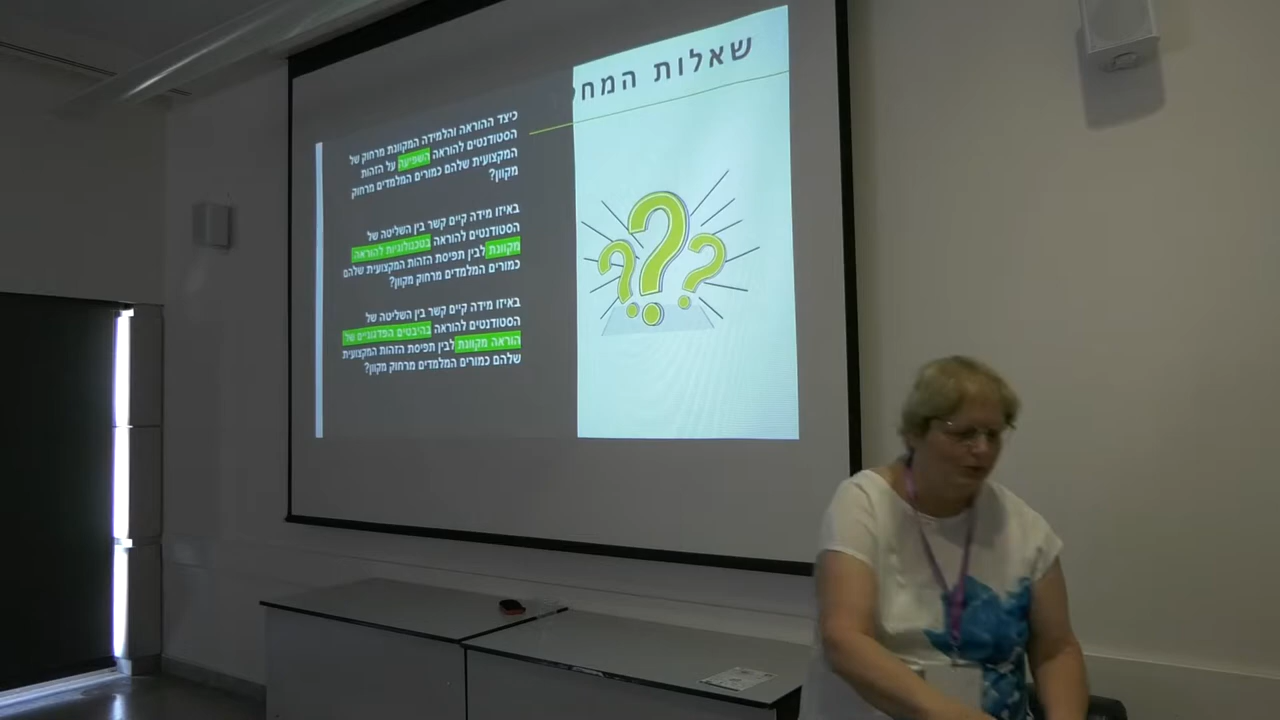 שאלות המח
כיצד ההוראה והלמידה המקוונת מרחוק של
הסטודנטים להוראה השפיעה על הזהות
המקצועית שלהם כמורים המלמדים מרחוק
מקוון?
באיזו מידה קיים קשר בין השליטה של
הסטודנטים להוראה בטכנולוגיות להוראה
מקוונת לבין תפיסת הזהות המקצועית שלהם
כמורים המלמדים מרחוק מקוון?
באיזו מידה קיים קשר בין השליטה של
הסטודנטים להוראה בהיבטים הפדגוגיים של
הוראה מקוונת לבין תפיסת הזהות המקצועית
שלהם כמורים המלמדים מרחוק מקוון?